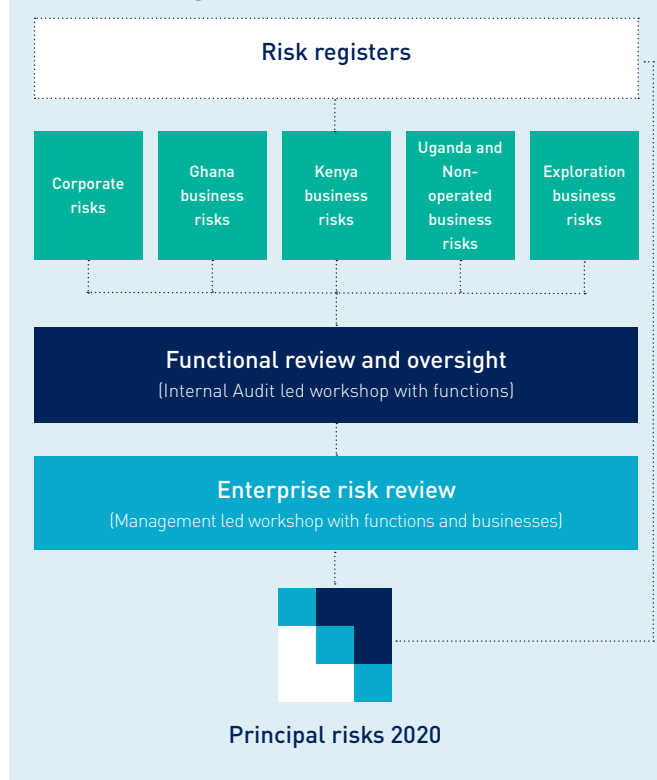 Risk registers
Corporate
risks
Ghana
business
risks
Kenya
business
risks
Uganda and
Non-
operated
business
risks
Exploration
business
risks
Functional review and oversight
(Internal Audit led workshop with functions)
Enterprise risk review
(Management led workshop with functions and businesses)
Principal risks 2020